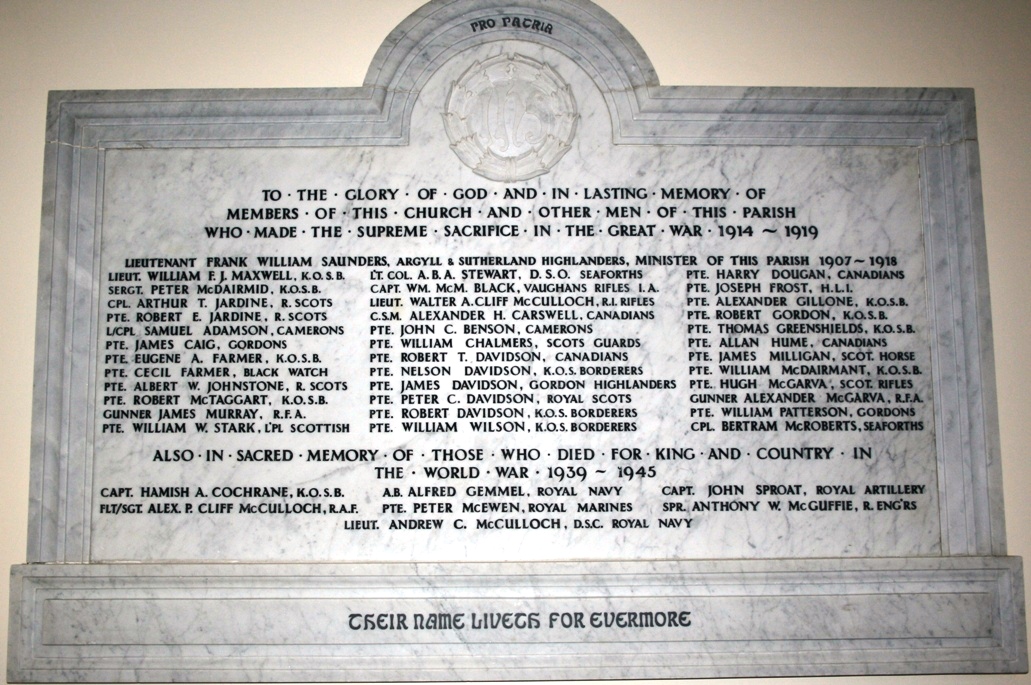 PRO PATRIA
IHS
TO · THE · GLORY · OF · GOD · AND · IN · LASTING · MEMORY · OF
MEMBERS · OF · THIS · CHURCH · AND · OTHER · MEN · OF · THIS · PARISH
WHO · MADE · THE · SUPREME · SACRIFICE · IN · THE · GREAT · WAR · 1914 ~ 1919
LIEUTENANT FRANK WILLIAM SAUNDERS, ARGYLL & SUTHERLAND HIGHLANDERS, MINISTER OF THIS PARISH 1907~1918
LIEUT. WILLIAM F. J. MAXWELL, K.O.S.B.
SERGT. PETER McDAIRMID, K.O.S.B.
CPL. ARTHUR T. JARDINE, R. SCOTS
PTE. ROBERT E. JARDINE, R. SCOTS
L/CPL SAMUEL ADAMSON, CAMERONS
PTE. JAMES CAIG, GORDONS
PTE. EUGENE A. FARMER, K.O.S.B.
PTE. CECIL FARMER, BLACK WATCH
PTE. ALBERT W. JOHNSTONE, R. SCOTS
PTE. ROBERT McTAGGART, K.O.S.B.
GUNNER JAMES MURRAY, R.F.A.
PTE. WILLIAM W. STARK, L'PL SCOTTISH
LT. COL. A.B.A. STEWART, D.S.O. SEAFORTHS
CAPT. WM. McM. BLACK, VAUGHANS RIFLES I.A.
LIEUT. WALTER A. CLIFF McCULLOCH, R.I. RIFLES
C.S.M. ALEXANDER H. CARSWELL, CANADIANS
PTE. JOHN C. BENSON, CAMERONS
PTE. WILLIAM CHALMERS, SCOTS GUARDS
PTE. ROBERT T. DAVIDSON, CANADIANS
PTE. NELSON DAVIDSON, K.O.S. BORDERERS
PTE. JAMES DAVIDSON, GORDON HIGHLANDERS
PTE. PETER C. DAVIDSON, ROYAL SCOTS
PTE. ROBERT DAVIDSON, K.O.S. BORDERERS
PTE. WILLIAM WILSON, K.O.S. BORDERERS
PTE. HARRY DOUGAN, CANADIANS
PTE. JOSEPH FROST, H.L.I.
PTE. ALEXANDER GILLONE, K.O.S.B.
PTE. ROBERT GORDON, K.O.S.B.
PTE. THOMAS GREENSHIELDS, K.O.S.B.
PTE. ALLAN HUME, CANADIANS
PTE. JAMES MILLIGAN, SCOT. HORSE
PTE. WILLIAM McDAIRMANT, K.O.S.B.
PTE. HUGH McGARVA, SCOT. RIFLES
GUNNER ALEXANDER McGARVA, R.F.A.
PTE. WILLIAM PATTERSON, GORDONS
CPL. BERTRAM McROBERTS, SEAFORTHS
ALSO · IN · SACRED · MEMORY · OF · THOSE · WHO · DIED · FOR · KING · AND · COUNTRY · IN
THE · WORLD · WAR · 1939 ~ 1945
CAPT. HAMISH A. COCHRANE, K.O.S.B. A.B. ALFRED GEMMEL, ROYAL NAVY CAPT. JOHN SPROAT, ROYAL ARTILLERY
FLT/SGT. ALEX. P. CLIFF McCULLOCH, R.A.F. PTE. PETER McEWEN, ROYAL MARINES SPR. ANTHONY W. McGUFFIE, R. ENG'RS
LIEUT. ANDREW C. McCULLOCH, D.S.C. ROYAL NAVY
THEIR NAME LIVETH FOR EVERMORE